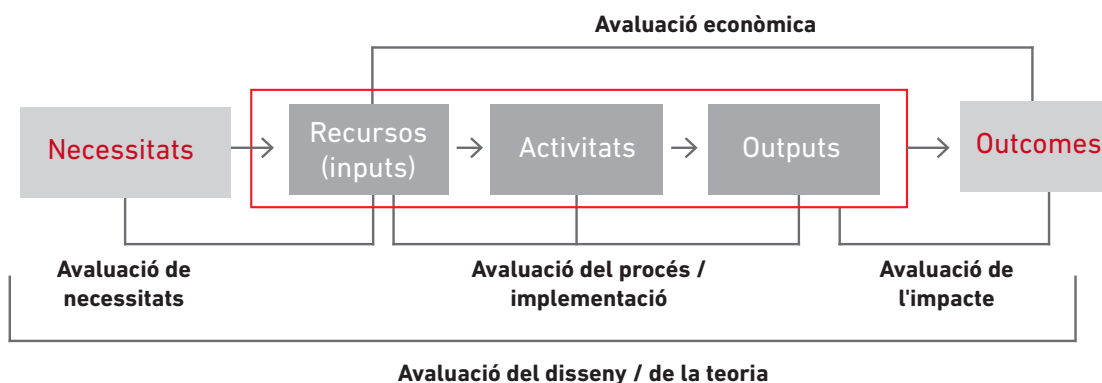 Avaluació econòmica
Necessitats
Recursos
(inputs)
Activitats
Outputs
Outcomes
Avaluació de
necessitats
Avaluació del procés /
implementació
Avaluació de
l'impacte
Avaluació del disseny / de la teoria